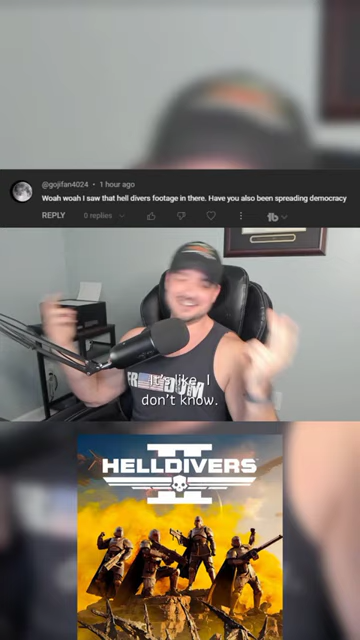 @gojifan4024 • 1 hour ago
Woah woah I saw that hell divers footage in there. Have you also been spreading democracy
REPLY 0 replies
It's like, I
don't know.
HELLDIVERS
II